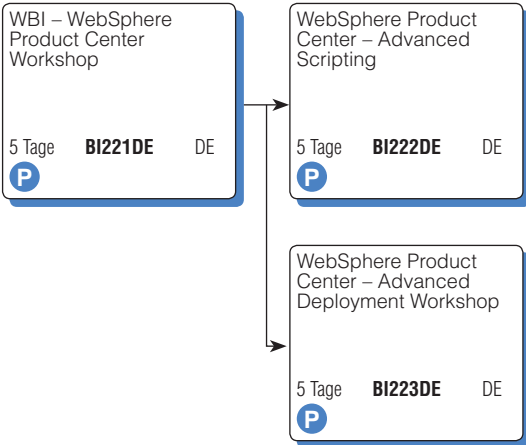 WBI – WebSphere
Product Center
Workshop
5 Tage BI221DE DE
P
WebSphere Product
Center – Advanced
Scripting
5 Tage BI222DE DE
P
WebSphere Product
Center – Advanced
Deployment Workshop
5 Tage BI223DE DE
P